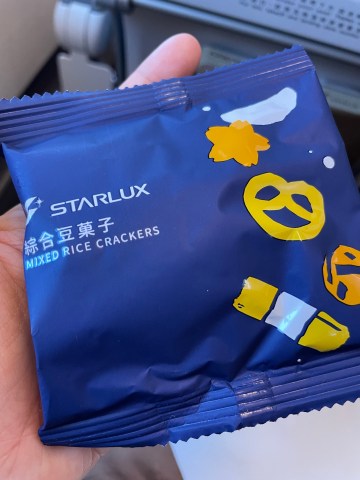 STARLUX
綜合豆菓子
MIXED RICE CRACKERS